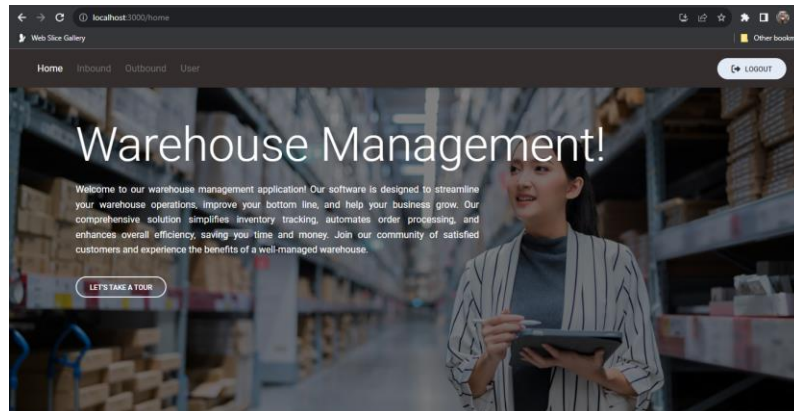 localhost:3000/home
Web Slice Gallery
Other bookm
Home Inbound Outbound User
LOGOUT
Warehouse Management!
Welcome to our warehouse management application! Our software is designed to streamline
your warehouse operations, improve your bottom line, and help your business grow. Our
comprehensive solution simplifies inventory tracking, automates order processing, and
enhances overall efficiency, saving you time and money. Join our community of satisfied
customers and experience the benefits of a well-managed warehouse.
LET'S TAKE A TOUR